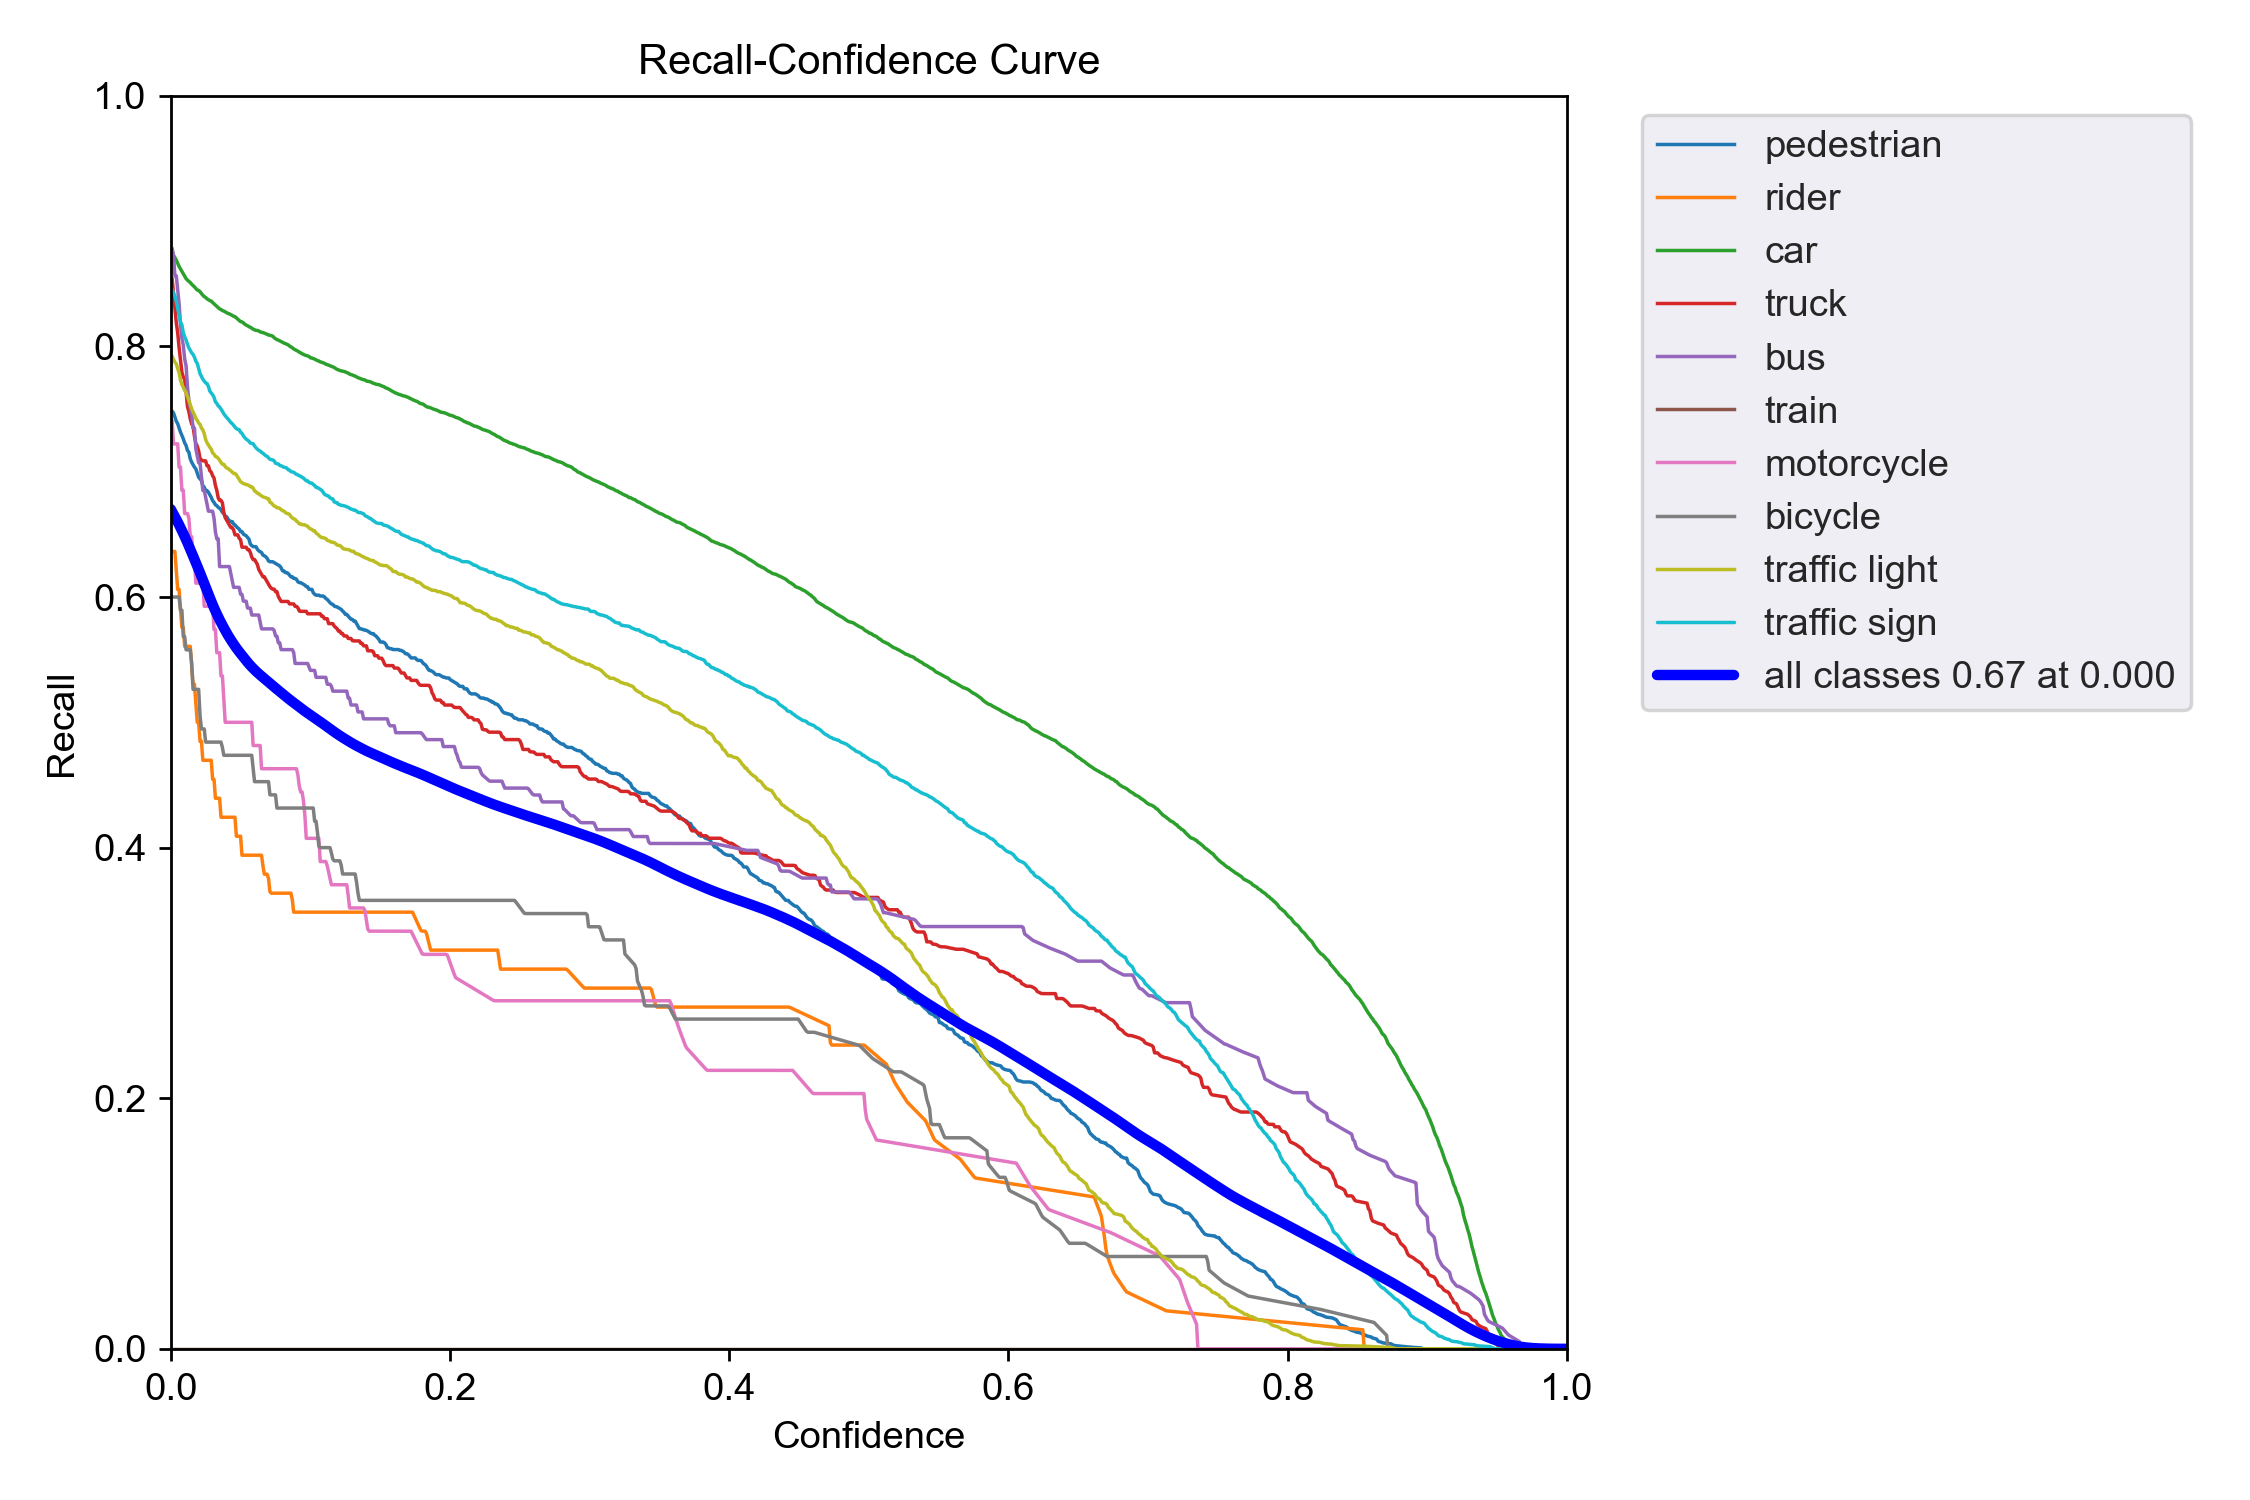 Recall-Confidence Curve
1.0
0.8
0.6
0.4
0.2
0.0
Recall
0.0 0.2 0.4 0.6 0.8 1.0
Confidence
pedestrian
rider
car
truck
bus
train
motorcycle
bicycle
traffic light
traffic sign
all classes 0.67 at 0.000